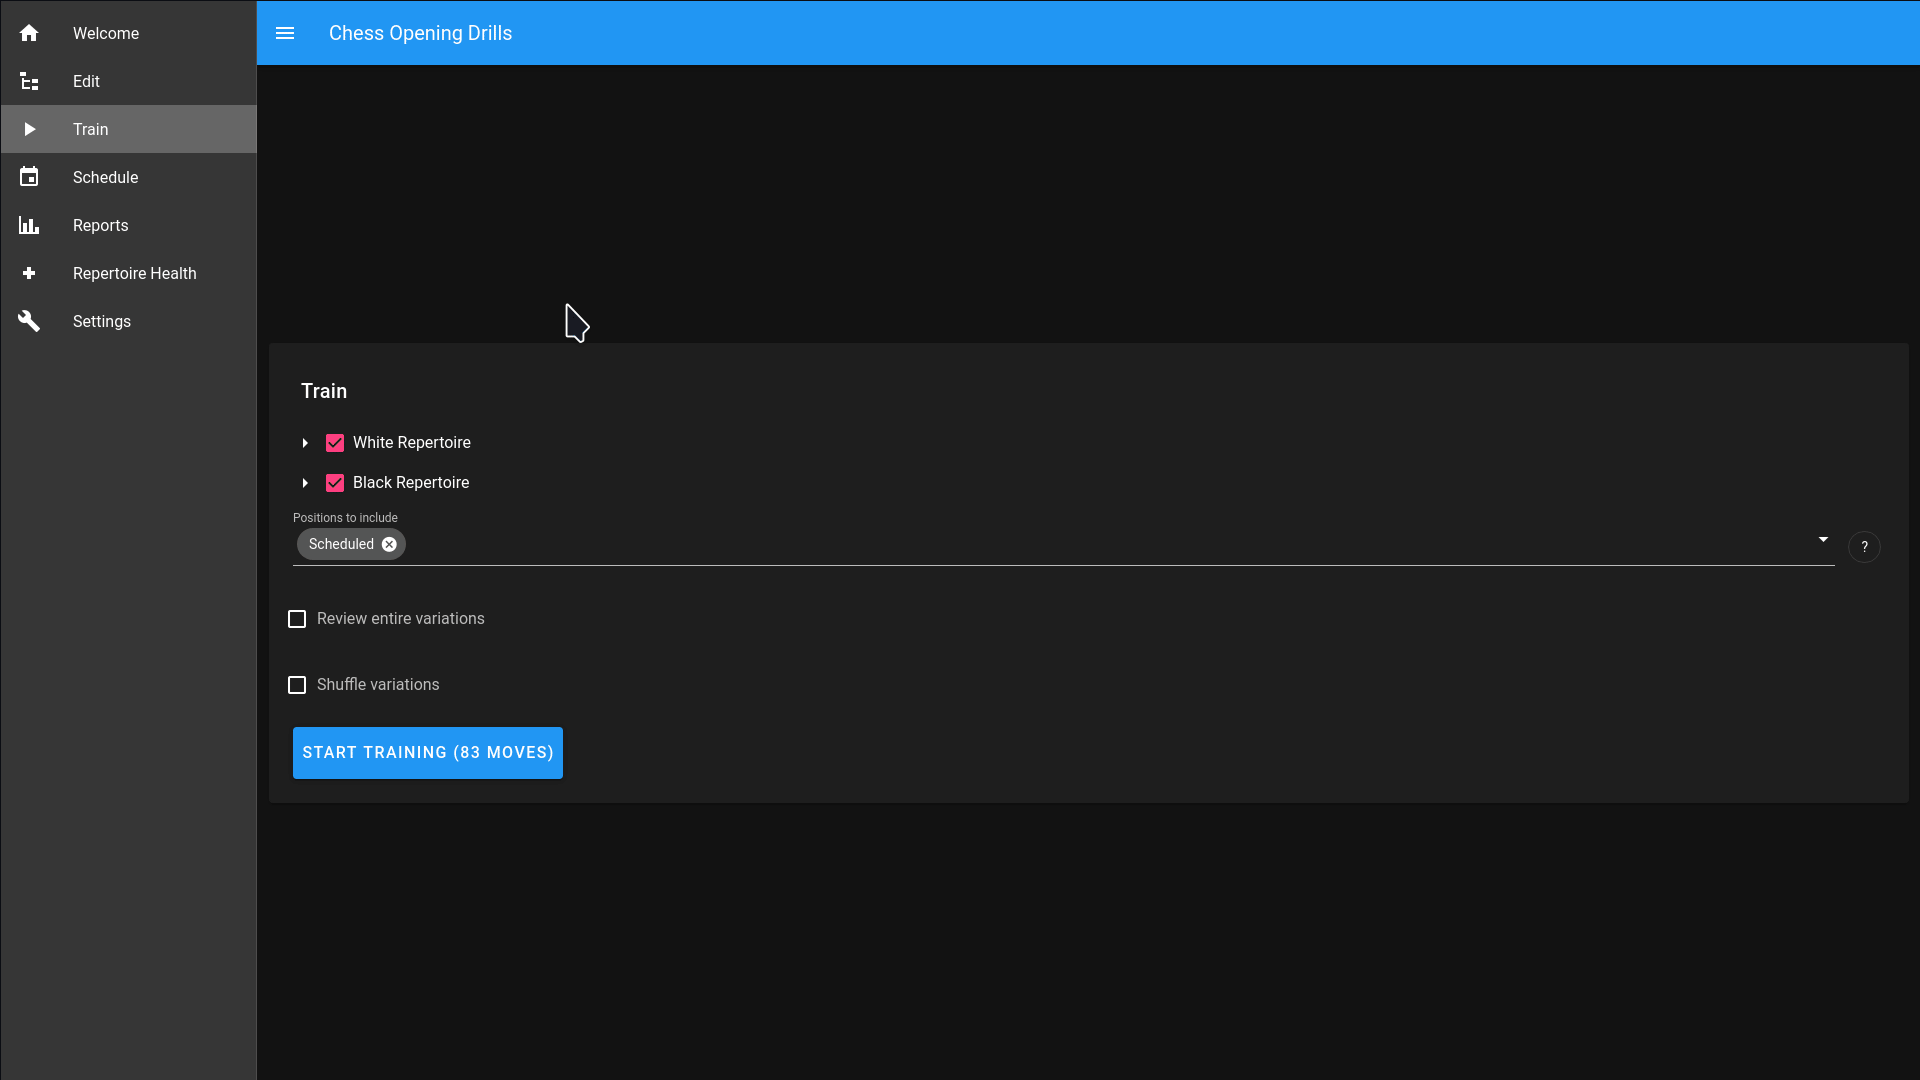 Welcome
Edit
Train
Schedule
Reports
Repertoire Health
Settings
Chess Opening Drills
Train
White Repertoire
Black Repertoire
Positions to include
Scheduled
?
Review entire variations
Shuffle variations
START TRAINING (83 MOVES)